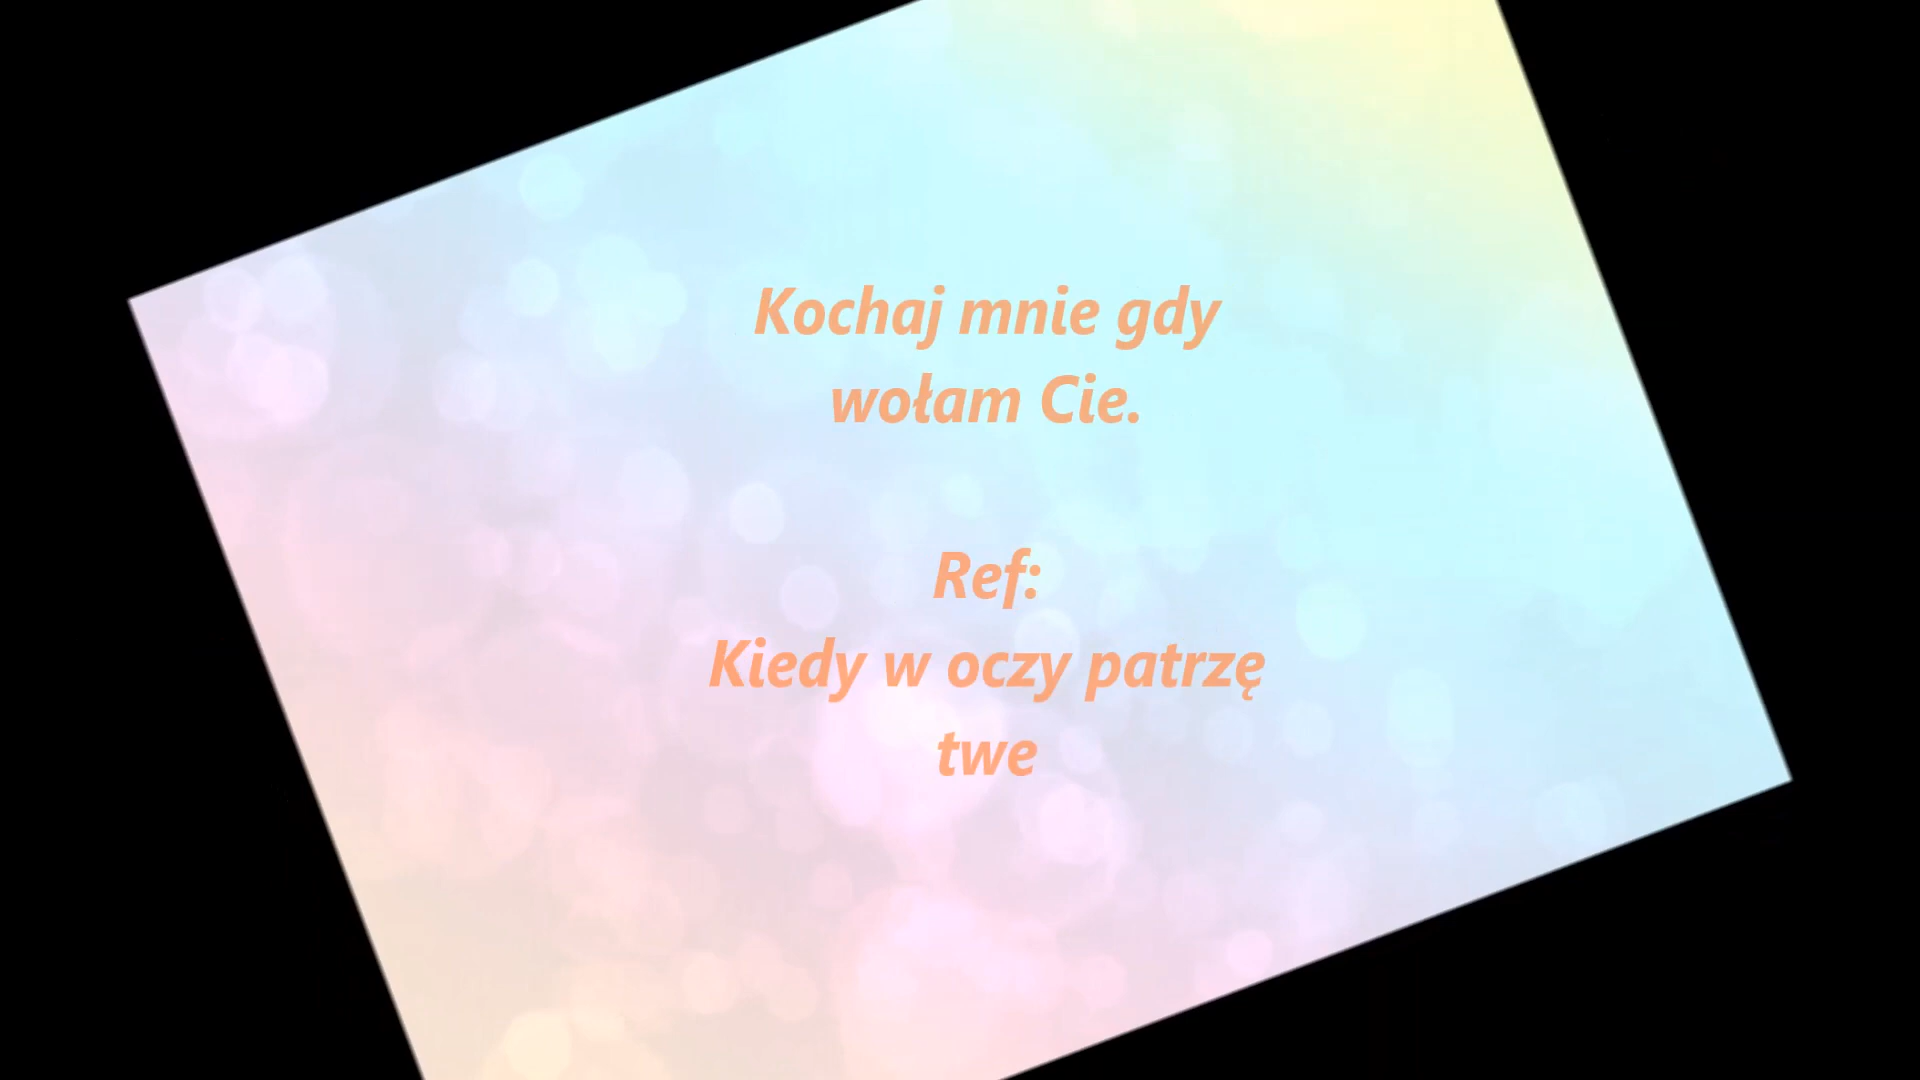 Kochaj mnie gdy
wołam Cie.
Ref:
Kiedy w oczy patrzę
twe